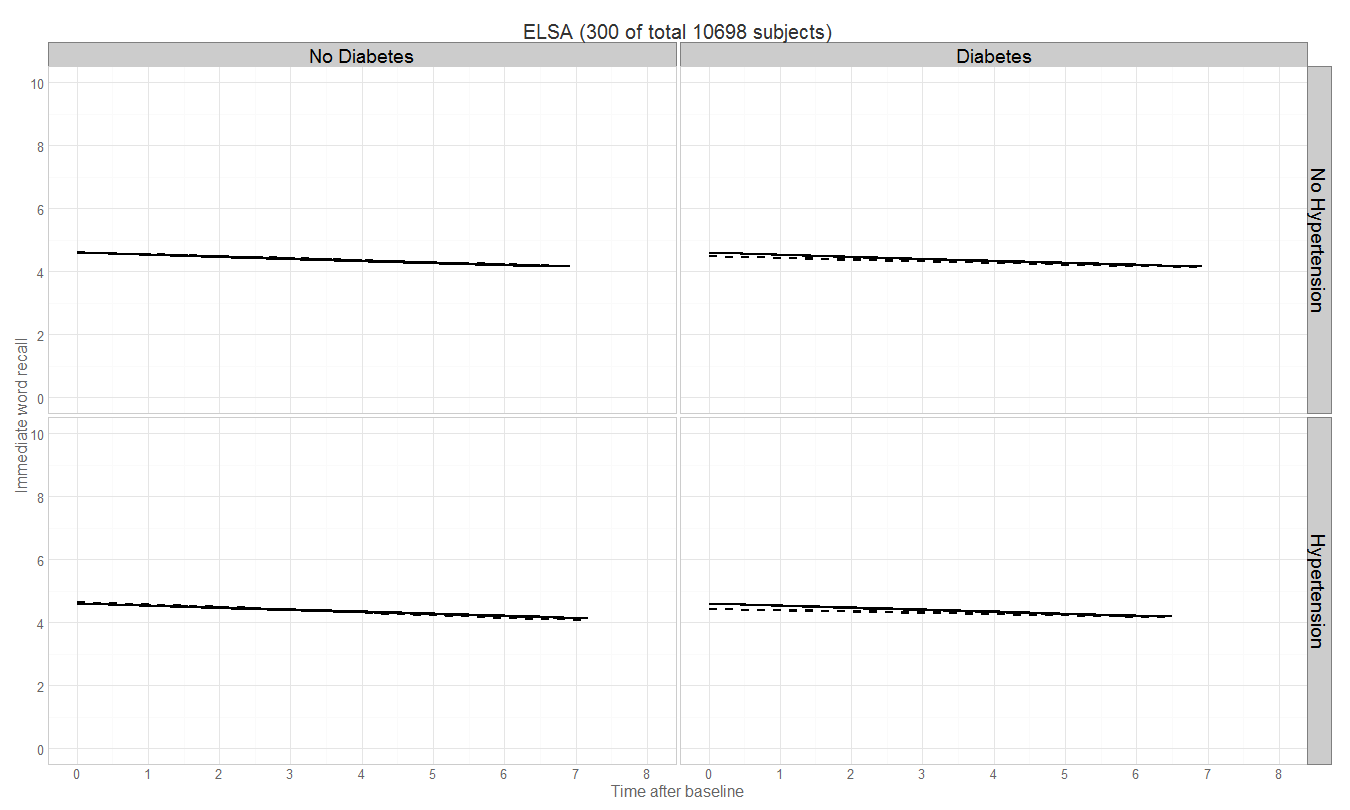 ELSA (300 of total 10698 subjects)
No Diabetes
Diabetes
10
8
6
4
2
0
No Hypertension
10
8
6
4
2
0
Hypertension
Immediate word recall
0 1 2 3 4 5 6 7 8
0 1 2 3 4 5 6 7 8
Time after baseline